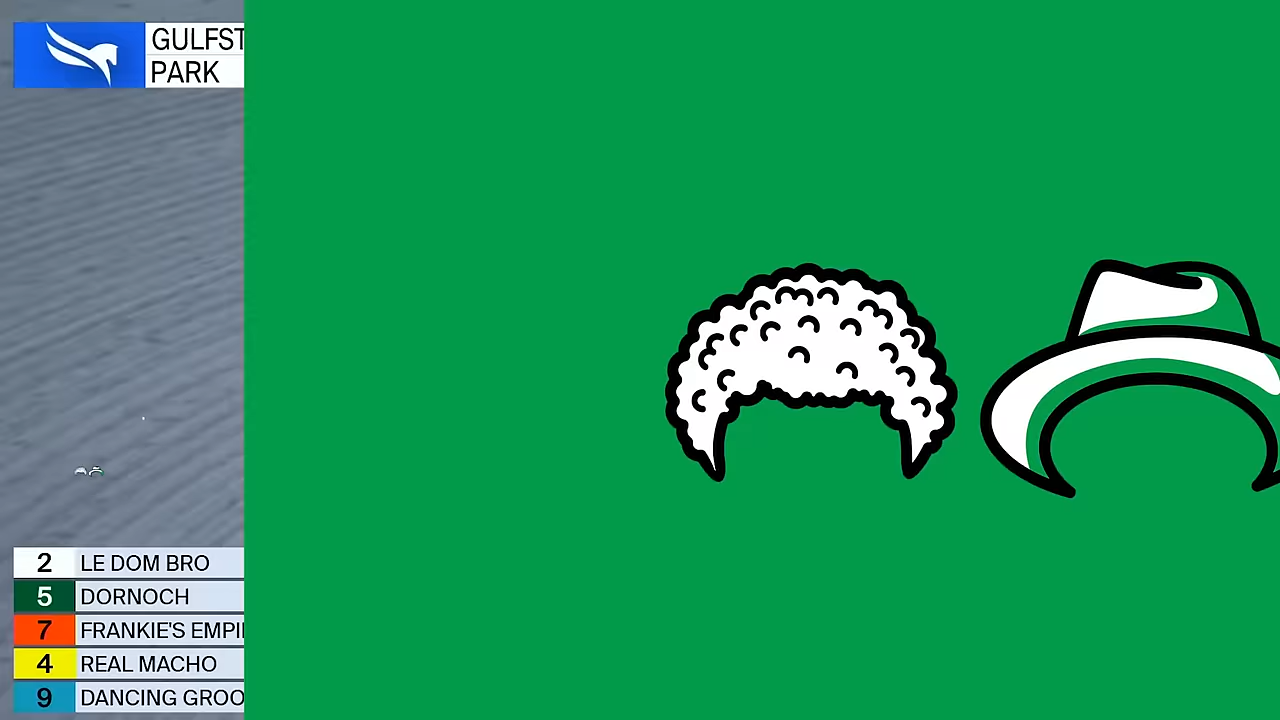 GULFST
PARK
2 LE DOM BRO
5 DORNOCH
7 FRANKIE'S EMPI
4 REAL MACHO
9 DANCING GROO